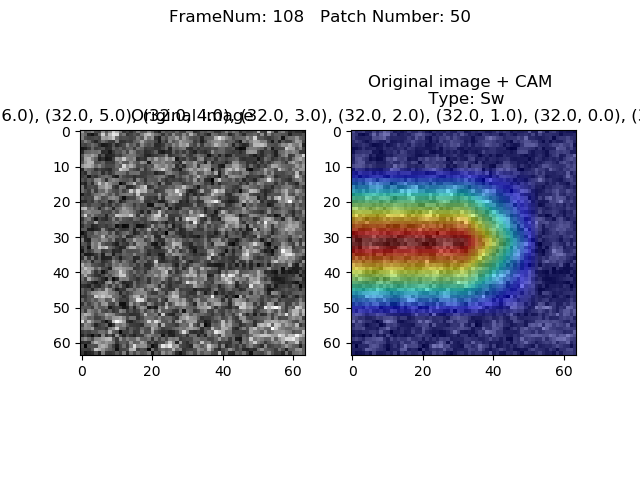 FrameNum: 108   Patch Number: 50
Original image + CAM
Type: Sw
6.0), (32.0, 5.0), (32.0, 4.0), (32.0, 3.0), (32.0, 2.0), (32.0, 1.0), (32.0, 0.0), (3
Original image
0
10
20
30
40
50
60
0 20 40 60
0
10
20
30
40
50
60
0 20 40 60